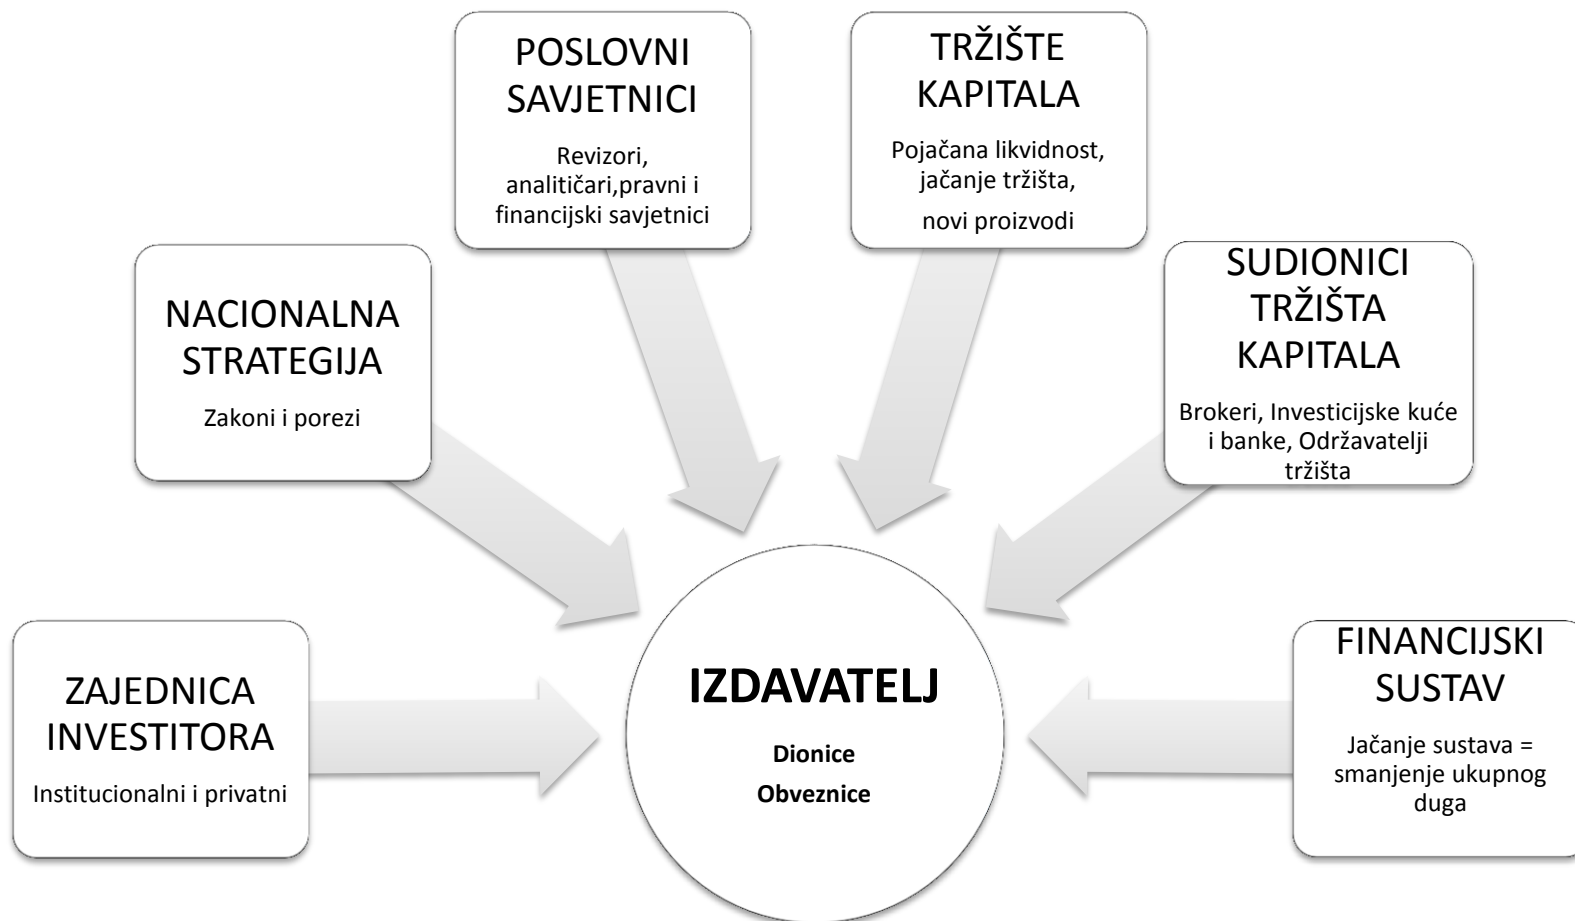 POSLOVNI
SAVJETNICI
Revizori,
analitičari,pravni i
financijski savjetnici
TRŽIŠTE
KAPITALA
Pojačana likvidnost,
jačanje tržišta,
novi proizvodi
NACIONALNA
STRATEGIJA
Zakoni i porezi
SUDIONICI
TRŽIŠTA
KAPITALA
Brokeri, Investicijske kuće
i banke, Održavatelji
tržišta
ZAJEDNICA
INVESTITORA
Institucionalni i privatni
IZDAVATELJ
Dionice
Obveznice
FINANCIJSKI
SUSTAV
Jačanje sustava =
smanjenje ukupnog
duga